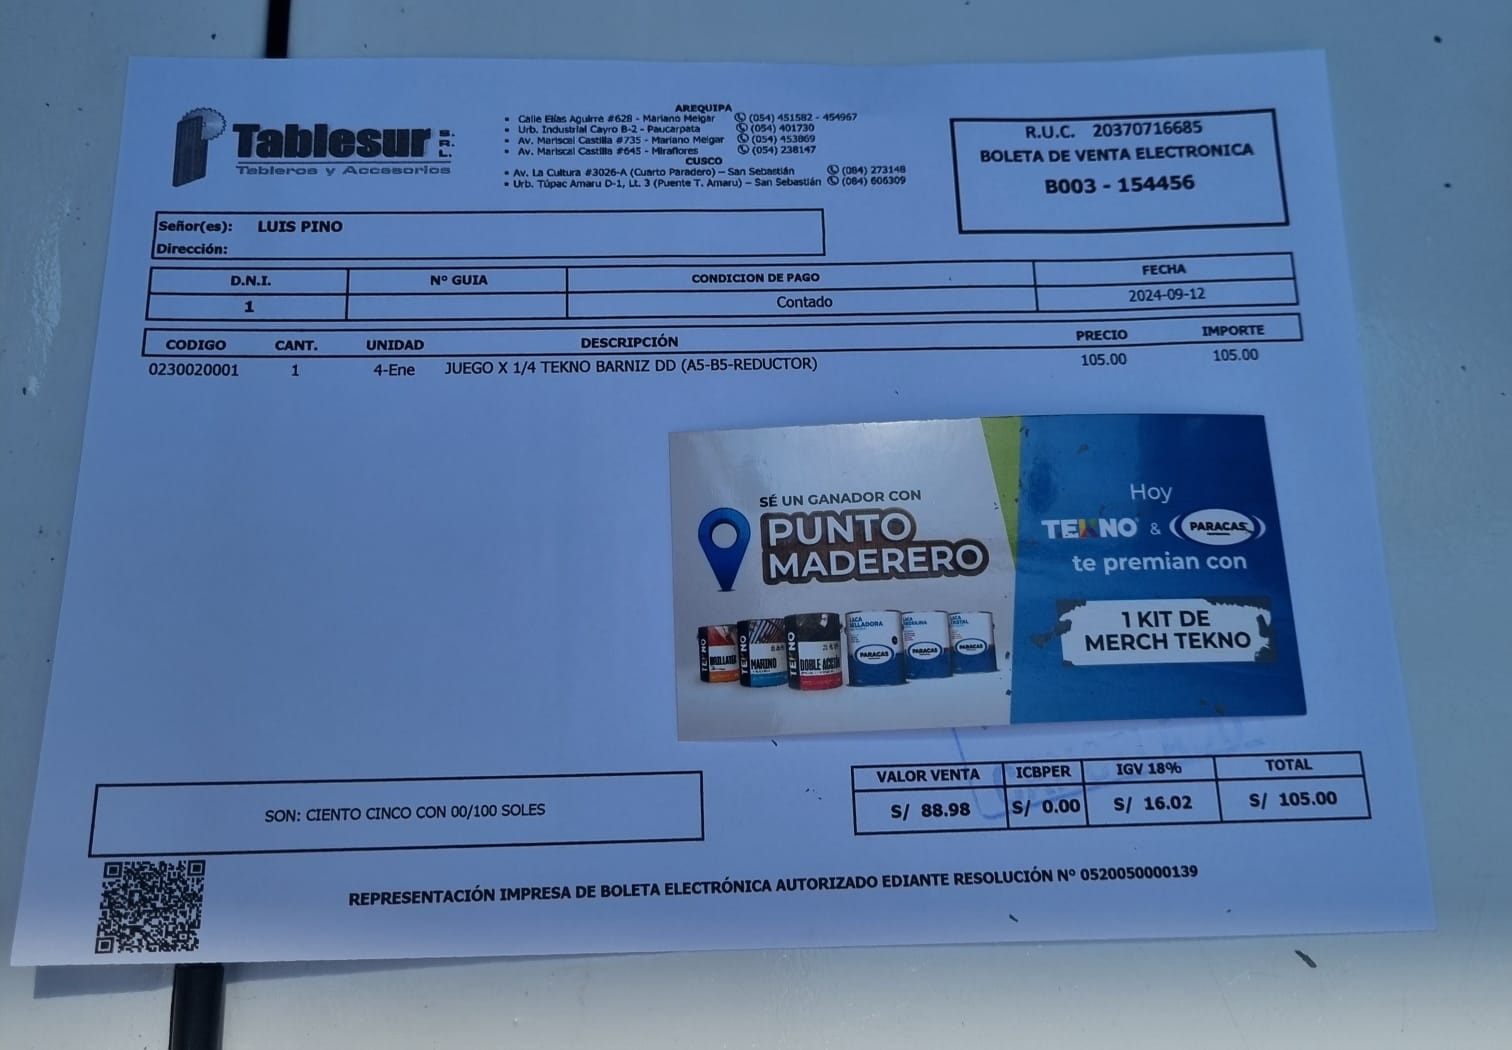 Tablesur S.R.L.
Tableros y Accesorios
AREQUIPA
• Calle Elías Aguirre #628 - Mariano Melgar (054) 451582 - 454967
• Urb. Industrial Cayro B-2 - Paucarpata (054) 401730
• Av. Mariscal Castilla #735 - Mariano Melgar (054) 453869
• Av. Mariscal Castilla #645 - Miraflores (054) 238147
CUSCO
• Av. La Cultura #3026-A (Cuarto Paradero) – San Sebastián (084) 273148
• Urb. Túpac Amaru D-1, Lt. 3 (Puente T. Amaru) – San Sebastián (084) 606309
R.U.C. 20370716685
BOLETA DE VENTA ELECTRONICA
B003 - 154456
Señor(es): LUIS PINO
Dirección:
D.N.I. Nº GUIA CONDICION DE PAGO FECHA
1 Contado 2024-09-12
CODIGO CANT. UNIDAD DESCRIPCIÓN PRECIO IMPORTE
0230020001 1 4-Ene JUEGO X 1/4 TEKNO BARNIZ DD (A5-B5-REDUCTOR) 105.00 105.00
SÉ UN GANADOR CON
PUNTO
MADERERO
TEKNO BRILLATEX
TEKNO MARINO
TEKNO DOBLE ACCIÓN
LACA SELLADORA PARACAS
LACA PARACAS
LACA CRISTAL PARACAS
Hoy
TEKNO & PARACAS
te premian con
1 KIT DE
MERCH TEKNO
VALOR VENTA ICBPER IGV 18% TOTAL
S/ 88.98 S/ 0.00 S/ 16.02 S/ 105.00
SON: CIENTO CINCO CON 00/100 SOLES
REPRESENTACIÓN IMPRESA DE BOLETA ELECTRÓNICA AUTORIZADO EDIANTE RESOLUCIÓN Nº 0520050000139